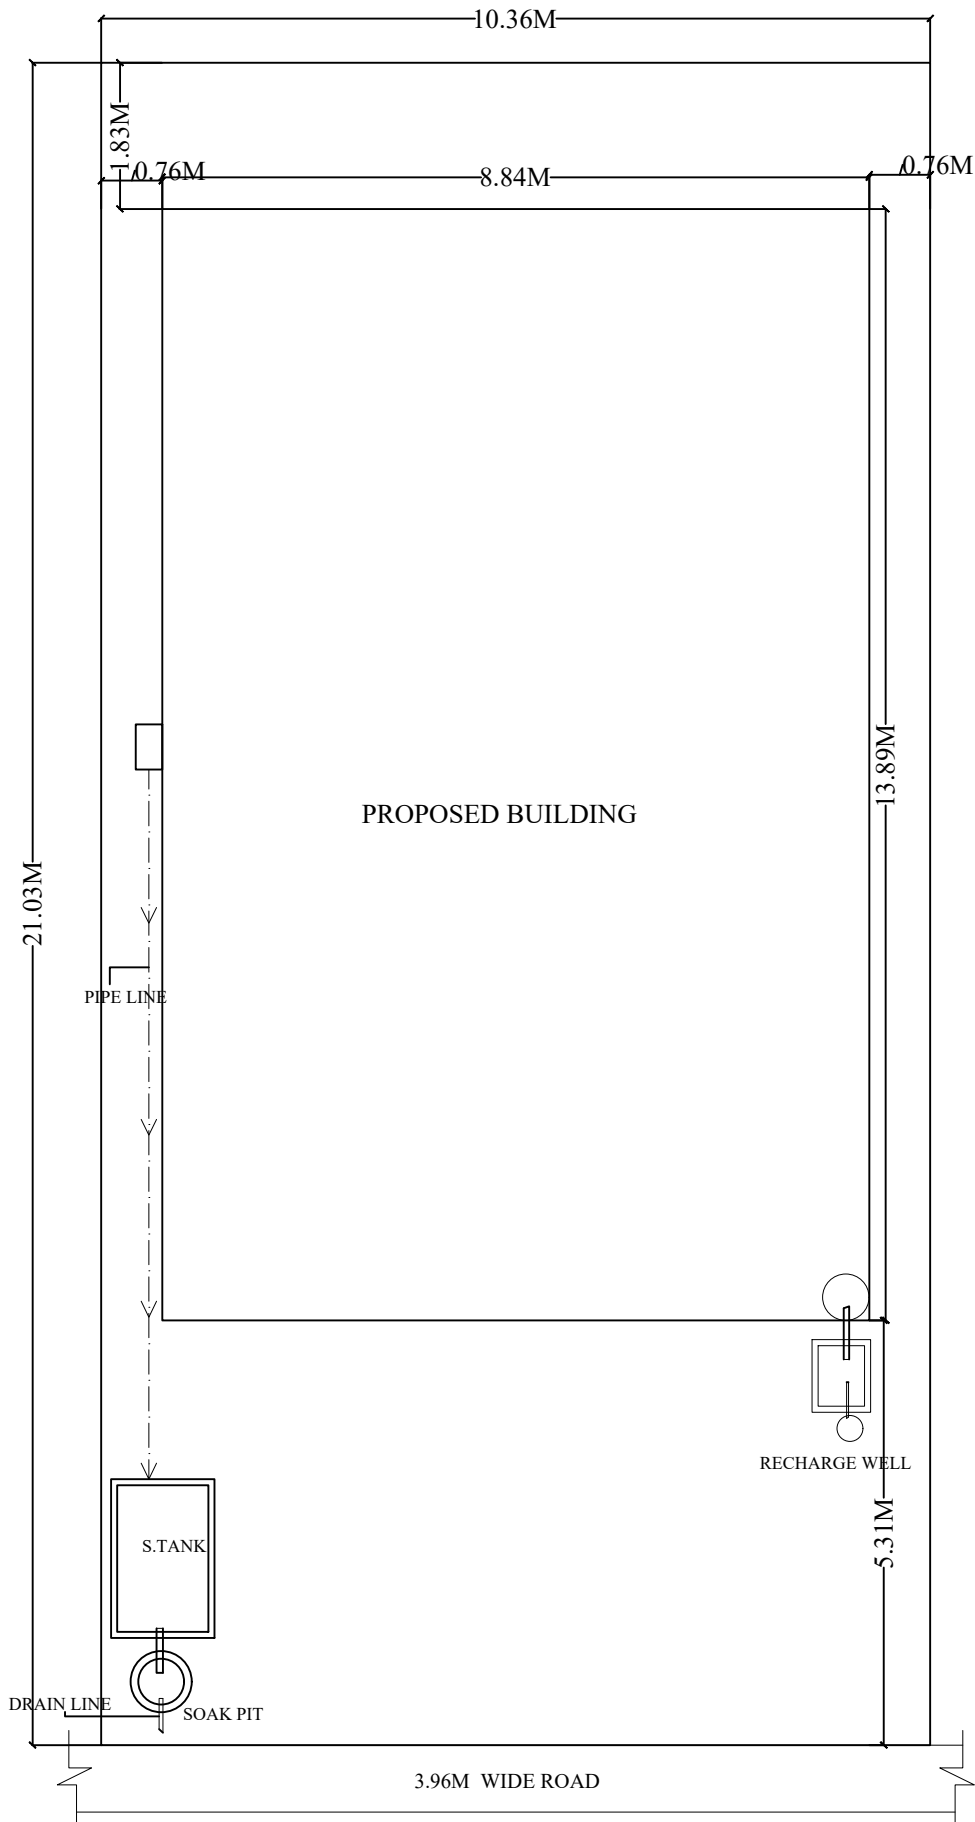 10.36M
1.83M
0.76M
8.84M
0.76M
13.89M
PROPOSED BUILDING
21.03M
PIPE LINE
RECHARGE WELL
5.31M
S.TANK
DRAIN LINE
SOAK PIT
3.96M WIDE ROAD